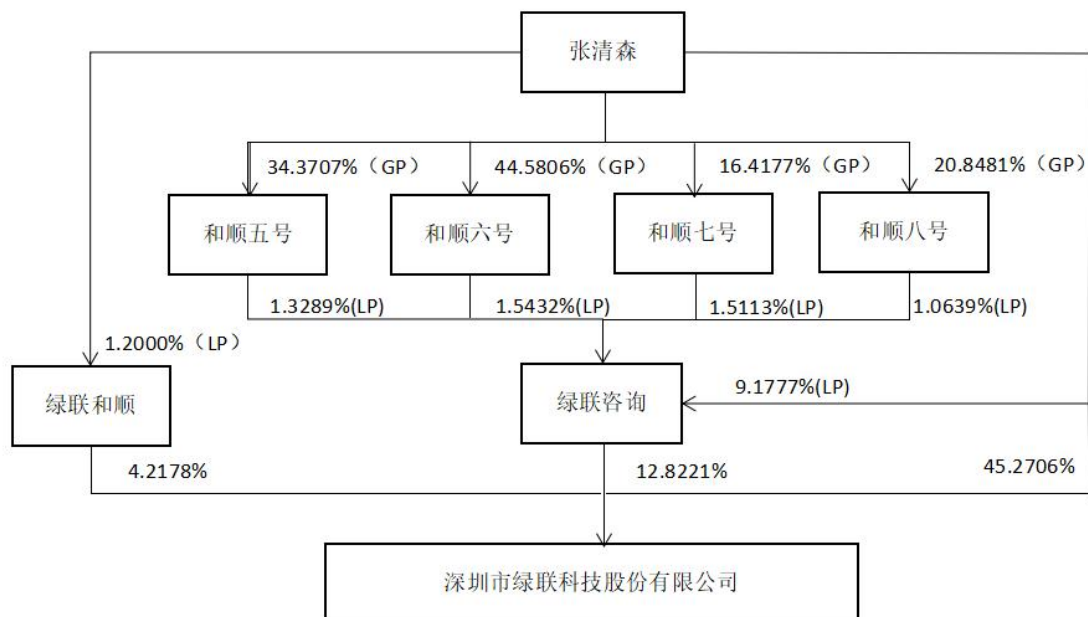 张清森
34.3707%（GP）
44.5806%（GP）
16.4177%（GP）
20.8481%（GP）
和顺五号
和顺六号
和顺七号
和顺八号
1.3289%(LP)
1.5432%(LP)
1.5113%(LP)
1.0639%(LP)
1.2000%（LP）
绿联和顺
绿联咨询
9.1777%(LP)
4.2178%
12.8221%
45.2706%
深圳市绿联科技股份有限公司